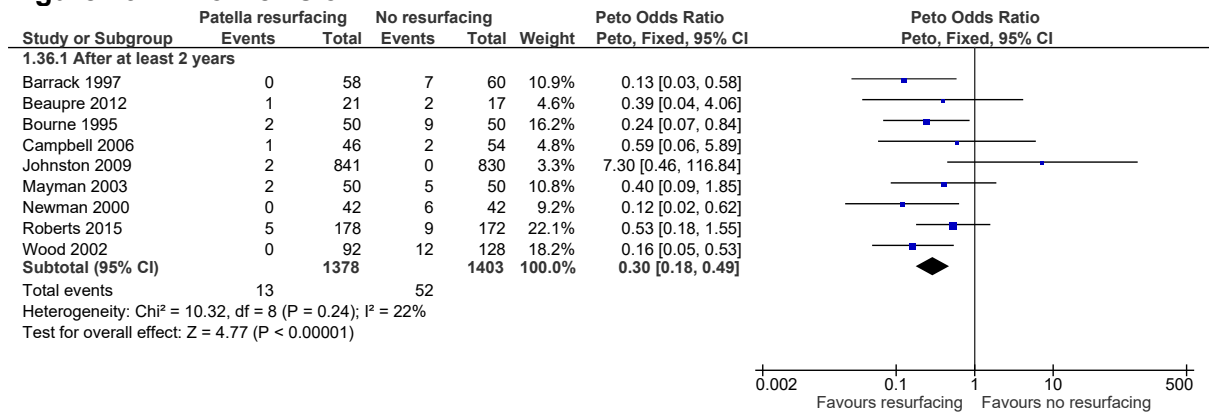 Patella resurfacing No resurfacing Peto Odds Ratio Peto Odds Ratio
Study or Subgroup Events Total Events Total Weight Peto, Fixed, 95% CI Peto, Fixed, 95% CI
1.36.1 After at least 2 years
Barrack 1997 0 58 7 60 10.9% 0.13 [0.03, 0.58]
Beaupre 2012 1 21 2 17 4.6% 0.39 [0.04, 4.06]
Bourne 1995 2 50 9 50 16.2% 0.24 [0.07, 0.84]
Campbell 2006 1 46 2 54 4.8% 0.59 [0.06, 5.89]
Johnston 2009 2 841 0 830 3.3% 7.30 [0.46, 116.84]
Mayman 2003 2 50 5 50 10.8% 0.40 [0.09, 1.85]
Newman 2000 0 42 6 42 9.2% 0.12 [0.02, 0.62]
Roberts 2015 5 178 9 172 22.1% 0.53 [0.18, 1.55]
Wood 2002 0 92 12 128 18.2% 0.16 [0.05, 0.53]
Subtotal (95% CI) 1378 1403 100.0% 0.30 [0.18, 0.49]
Total events 13 52
Heterogeneity: Chi² = 10.32, df = 8 (P = 0.24); I² = 22%
Test for overall effect: Z = 4.77 (P < 0.00001)
0.002 0.1 1 10 500
Favours resurfacing Favours no resurfacing